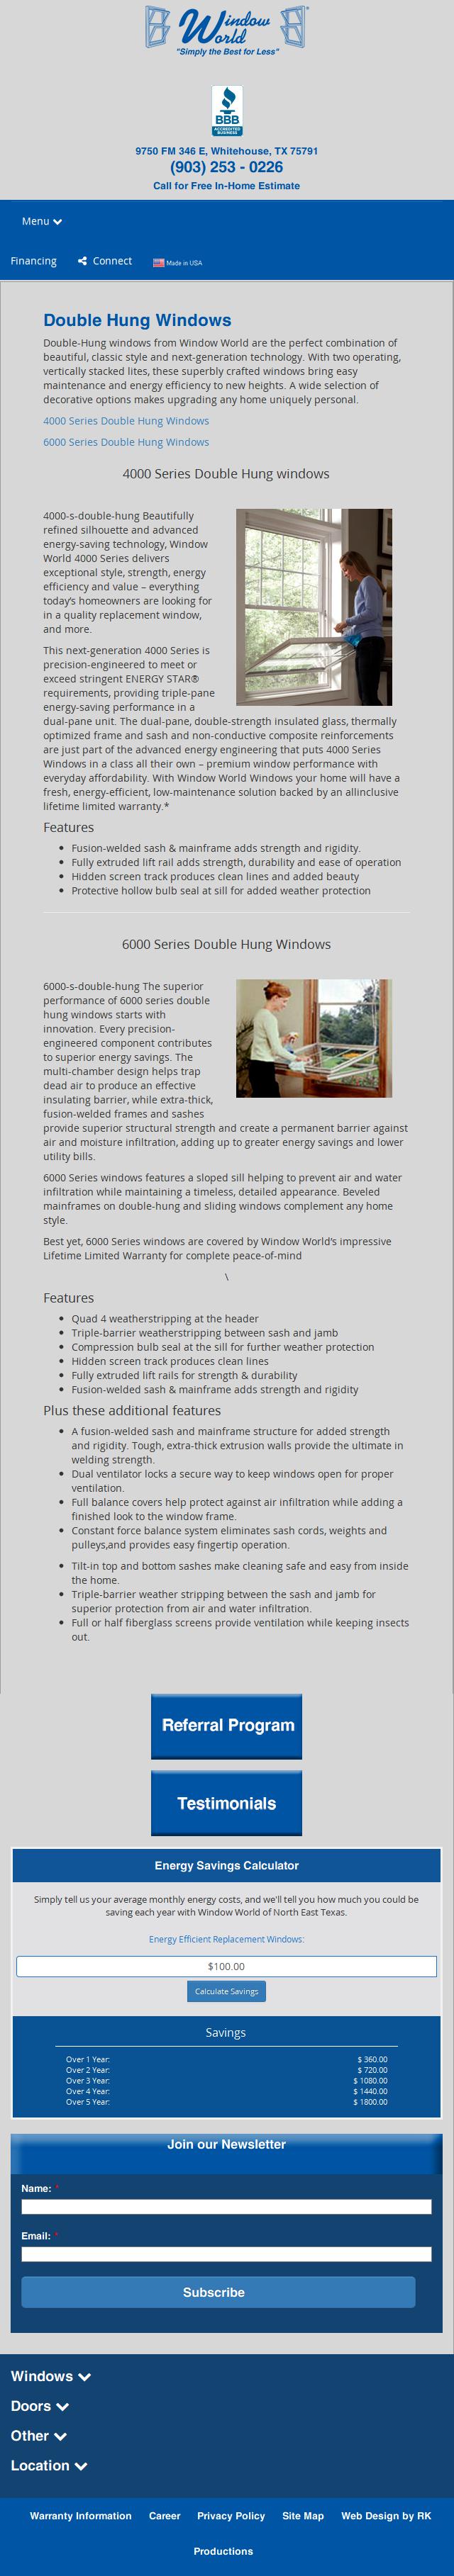 Window
World
®
"Simply the Best for Less"
BBB
ACCREDITED
BUSINESS
9750 FM 346 E, Whitehouse, TX 75791
(903) 253 - 0226
Call for Free In-Home Estimate
Menu
Financing
Connect
Made in USA
Double Hung Windows
Double-Hung windows from Window World are the perfect combination of
beautiful, classic style and next-generation technology. With two operating,
vertically stacked lites, these superbly crafted windows bring easy
maintenance and energy efficiency to new heights. A wide selection of
decorative options makes upgrading any home uniquely personal.
4000 Series Double Hung Windows
6000 Series Double Hung Windows
4000 Series Double Hung windows
4000-s-double-hung Beautifully
refined silhouette and advanced
energy-saving technology, Window
World 4000 Series delivers
exceptional style, strength, energy
efficiency and value – everything
today's homeowners are looking for
in a quality replacement window,
and more.
This next-generation 4000 Series is
precision-engineered to meet or
exceed stringent ENERGY STAR®
requirements, providing triple-pane
energy-saving performance in a
dual-pane unit. The dual-pane, double-strength insulated glass, thermally
optimized frame and sash and non-conductive composite reinforcements
are just part of the advanced energy engineering that puts 4000 Series
Windows in a class all their own – premium window performance with
everyday affordability. With Window World Windows your home will have a
fresh, energy-efficient, low-maintenance solution backed by an allinclusive
lifetime limited warranty.*
Features
• Fusion-welded sash & mainframe adds strength and rigidity.
• Fully extruded lift rail adds strength, durability and ease of operation
• Hidden screen track produces clean lines and added beauty
• Protective hollow bulb seal at sill for added weather protection
6000 Series Double Hung Windows
6000-s-double-hung The superior
performance of 6000 series double
hung windows starts with
innovation. Every precision-
engineered component contributes
to superior energy savings. The
multi-chamber design helps trap
dead air to produce an effective
insulating barrier, while extra-thick,
fusion-welded frames and sashes
provide superior structural strength and create a permanent barrier against
air and moisture infiltration, adding up to greater energy savings and lower
utility bills.
6000 Series windows features a sloped sill helping to prevent air and water
infiltration while maintaining a timeless, detailed appearance. Beveled
mainframes on double-hung and sliding windows complement any home
style.
Best yet, 6000 Series windows are covered by Window World's impressive
Lifetime Limited Warranty for complete peace-of-mind
\
Features
• Quad 4 weatherstripping at the header
• Triple-barrier weatherstripping between sash and jamb
• Compression bulb seal at the sill for further weather protection
• Hidden screen track produces clean lines
• Fully extruded lift rails for strength & durability
• Fusion-welded sash & mainframe adds strength and rigidity
Plus these additional features
• A fusion-welded sash and mainframe structure for added strength
and rigidity. Tough, extra-thick extrusion walls provide the ultimate in
welding strength.
• Dual ventilator locks a secure way to keep windows open for proper
ventilation.
• Full balance covers help protect against air infiltration while adding a
finished look to the window frame.
• Constant force balance system eliminates sash cords, weights and
pulleys,and provides easy fingertip operation.
• Tilt-in top and bottom sashes make cleaning safe and easy from inside
the home.
• Triple-barrier weather stripping between the sash and jamb for
superior protection from air and water infiltration.
• Full or half fiberglass screens provide ventilation while keeping insects
out.
Referral Program
Testimonials
Energy Savings Calculator
Simply tell us your average monthly energy costs, and we'll tell you how much you could be
saving each year with Window World of North East Texas.
Energy Efficient Replacement Windows:
$100.00
Calculate Savings
Savings
Over 1 Year: $ 360.00
Over 2 Year: $ 720.00
Over 3 Year: $ 1080.00
Over 4 Year: $ 1440.00
Over 5 Year: $ 1800.00
Join our Newsletter
Name: *
Email: *
Subscribe
Windows
Doors
Other
Location
Warranty Information Career Privacy Policy Site Map Web Design by RK
Productions